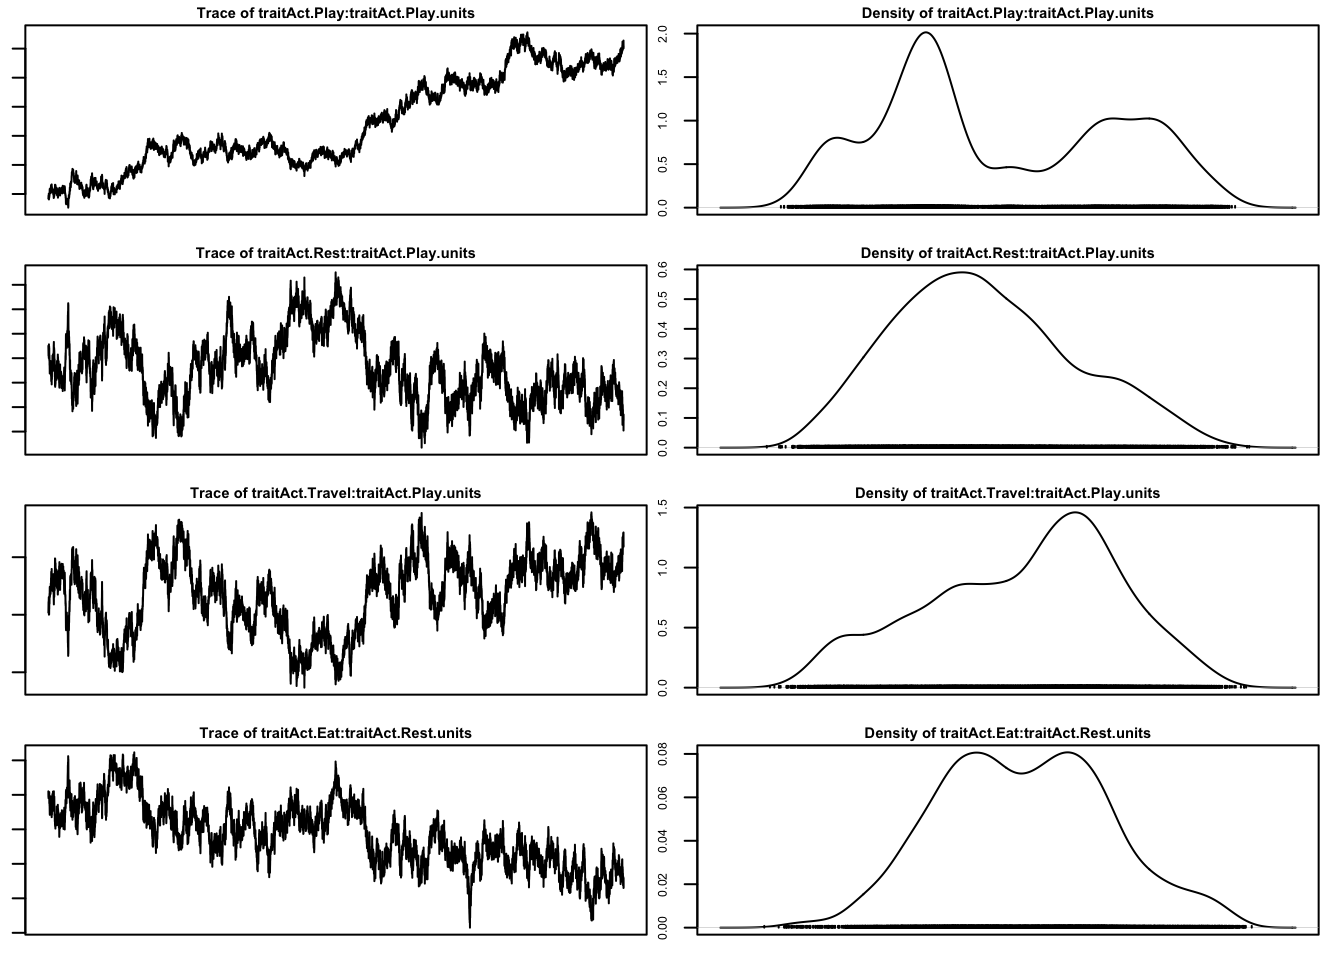 Trace of traitAct.Play:traitAct.Play.units
Density of traitAct.Play:traitAct.Play.units
2.0
1.5
1.0
0.5
0.0
Trace of traitAct.Rest:traitAct.Play.units
Density of traitAct.Rest:traitAct.Play.units
0.6
0.5
0.4
0.3
0.2
0.1
0.0
Trace of traitAct.Travel:traitAct.Play.units
Density of traitAct.Travel:traitAct.Play.units
1.5
1.0
0.5
0.0
Trace of traitAct.Eat:traitAct.Rest.units
Density of traitAct.Eat:traitAct.Rest.units
0.08
0.06
0.04
0.02
0.00